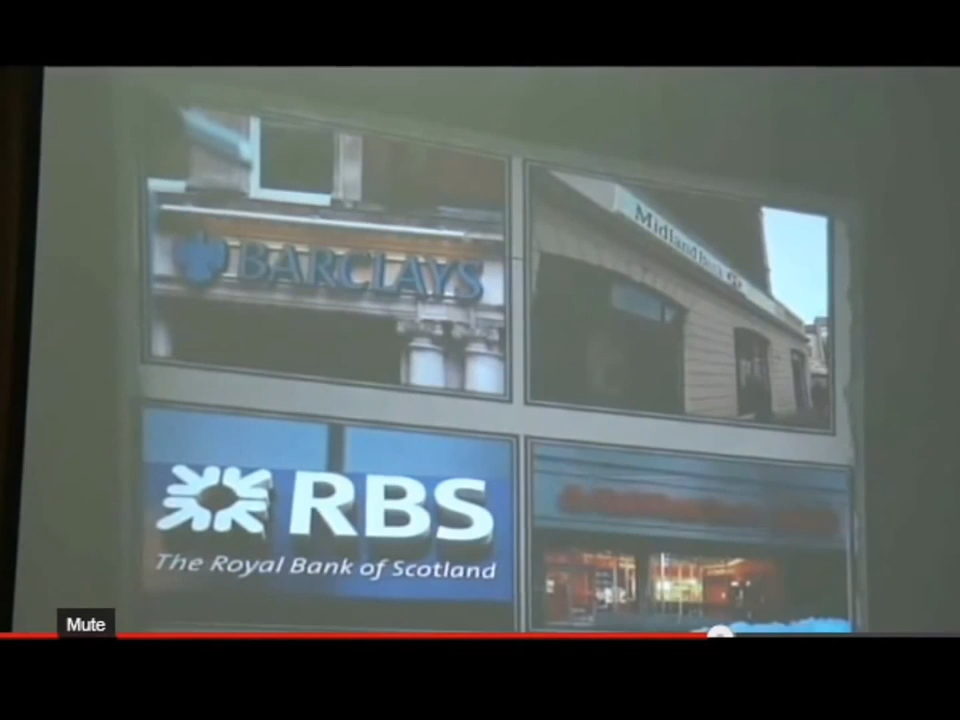 BARCLAYS
Midland Bank
RBS
The Royal Bank of Scotland
Mute